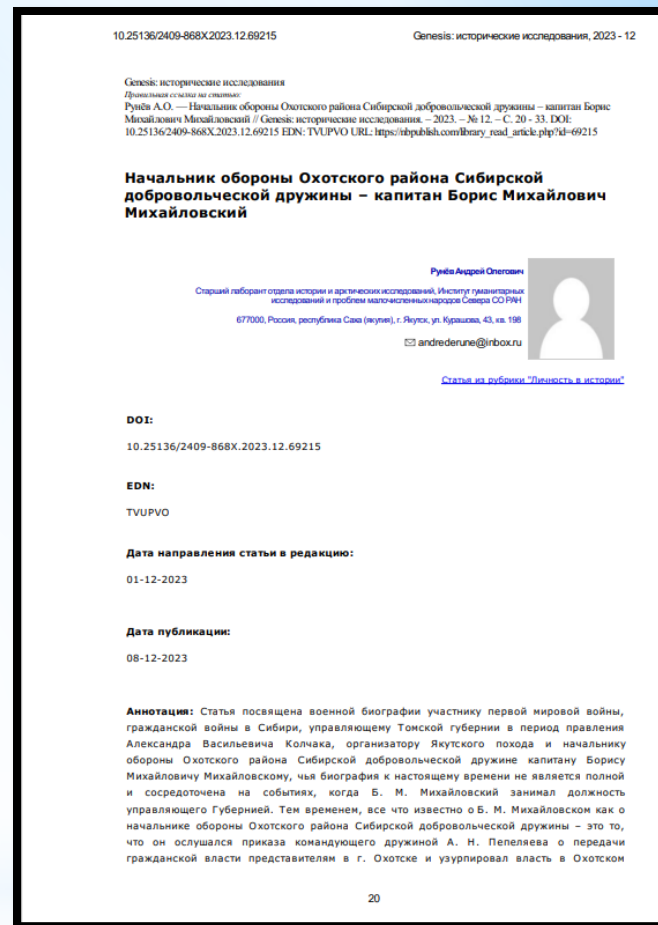 10.25136/2409-868X.2023.12.69215
Genesis: исторические исследования, 2023 - 12
Genesis: исторические исследования
Правильная ссылка на статью:
Рунёв А.О. — Начальник обороны Охотского района Сибирской добровольческой дружины – капитан Борис
Михайлович Михайловский // Genesis: исторические исследования. – 2023. – № 12. – С. 20 - 33. DOI:
10.25136/2409-868X.2023.12.69215 EDN: TVUPVO URL: https://nbpublish.com/library_read_article.php?id=69215
Начальник обороны Охотского района Сибирской
добровольческой дружины – капитан Борис Михайлович
Михайловский
Рунёв Андрей Олегович
Старший лаборант отдела истории и арктических исследований, Институт гуманитарных
исследований и проблем малочисленных народов Севера СО РАН
677000, Россия, республика Саха (якутия), г. Якутск, ул. Курашова, 43, кв. 198
andrederune@inbox.ru
Статья из рубрики "Личность в истории"
DOI:
10.25136/2409-868X.2023.12.69215
EDN:
TVUPVO
Дата направления статьи в редакцию:
01-12-2023
Дата публикации:
08-12-2023
Аннотация: Статья посвящена военной биографии участнику первой мировой войны,
гражданской войны в Сибири, управляющему Томской губернии в период правления
Александра Васильевича Колчака, организатору Якутского похода и начальнику
обороны Охотского района Сибирской добровольческой дружине капитану Борису
Михайловичу Михайловскому, чья биография к настоящему времени не является полной
и сосредоточена на событиях, когда Б. М. Михайловский занимал должность
управляющего Губернией. Тем временем, все что известно о Б. М. Михайловском как о
начальнике обороны Охотского района Сибирской добровольческой дружины – это то,
что он ослушался приказа командующего дружиной А. Н. Пепеляева о передачи
гражданской власти представителям в г. Охотске и узурпировал власть в Охотском
20